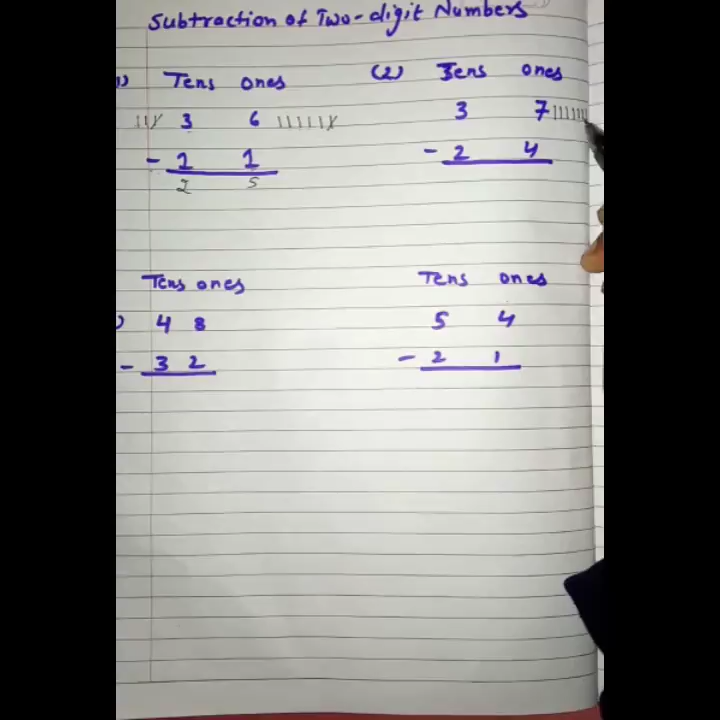 Subtraction of Two-digit Numbers
1) Tens ones
3 6
- 1 1
2 5
(2) Tens ones
3 7
- 2 4
Tens ones
) 4 8
- 3 2
Tens ones
5 4
- 2 1